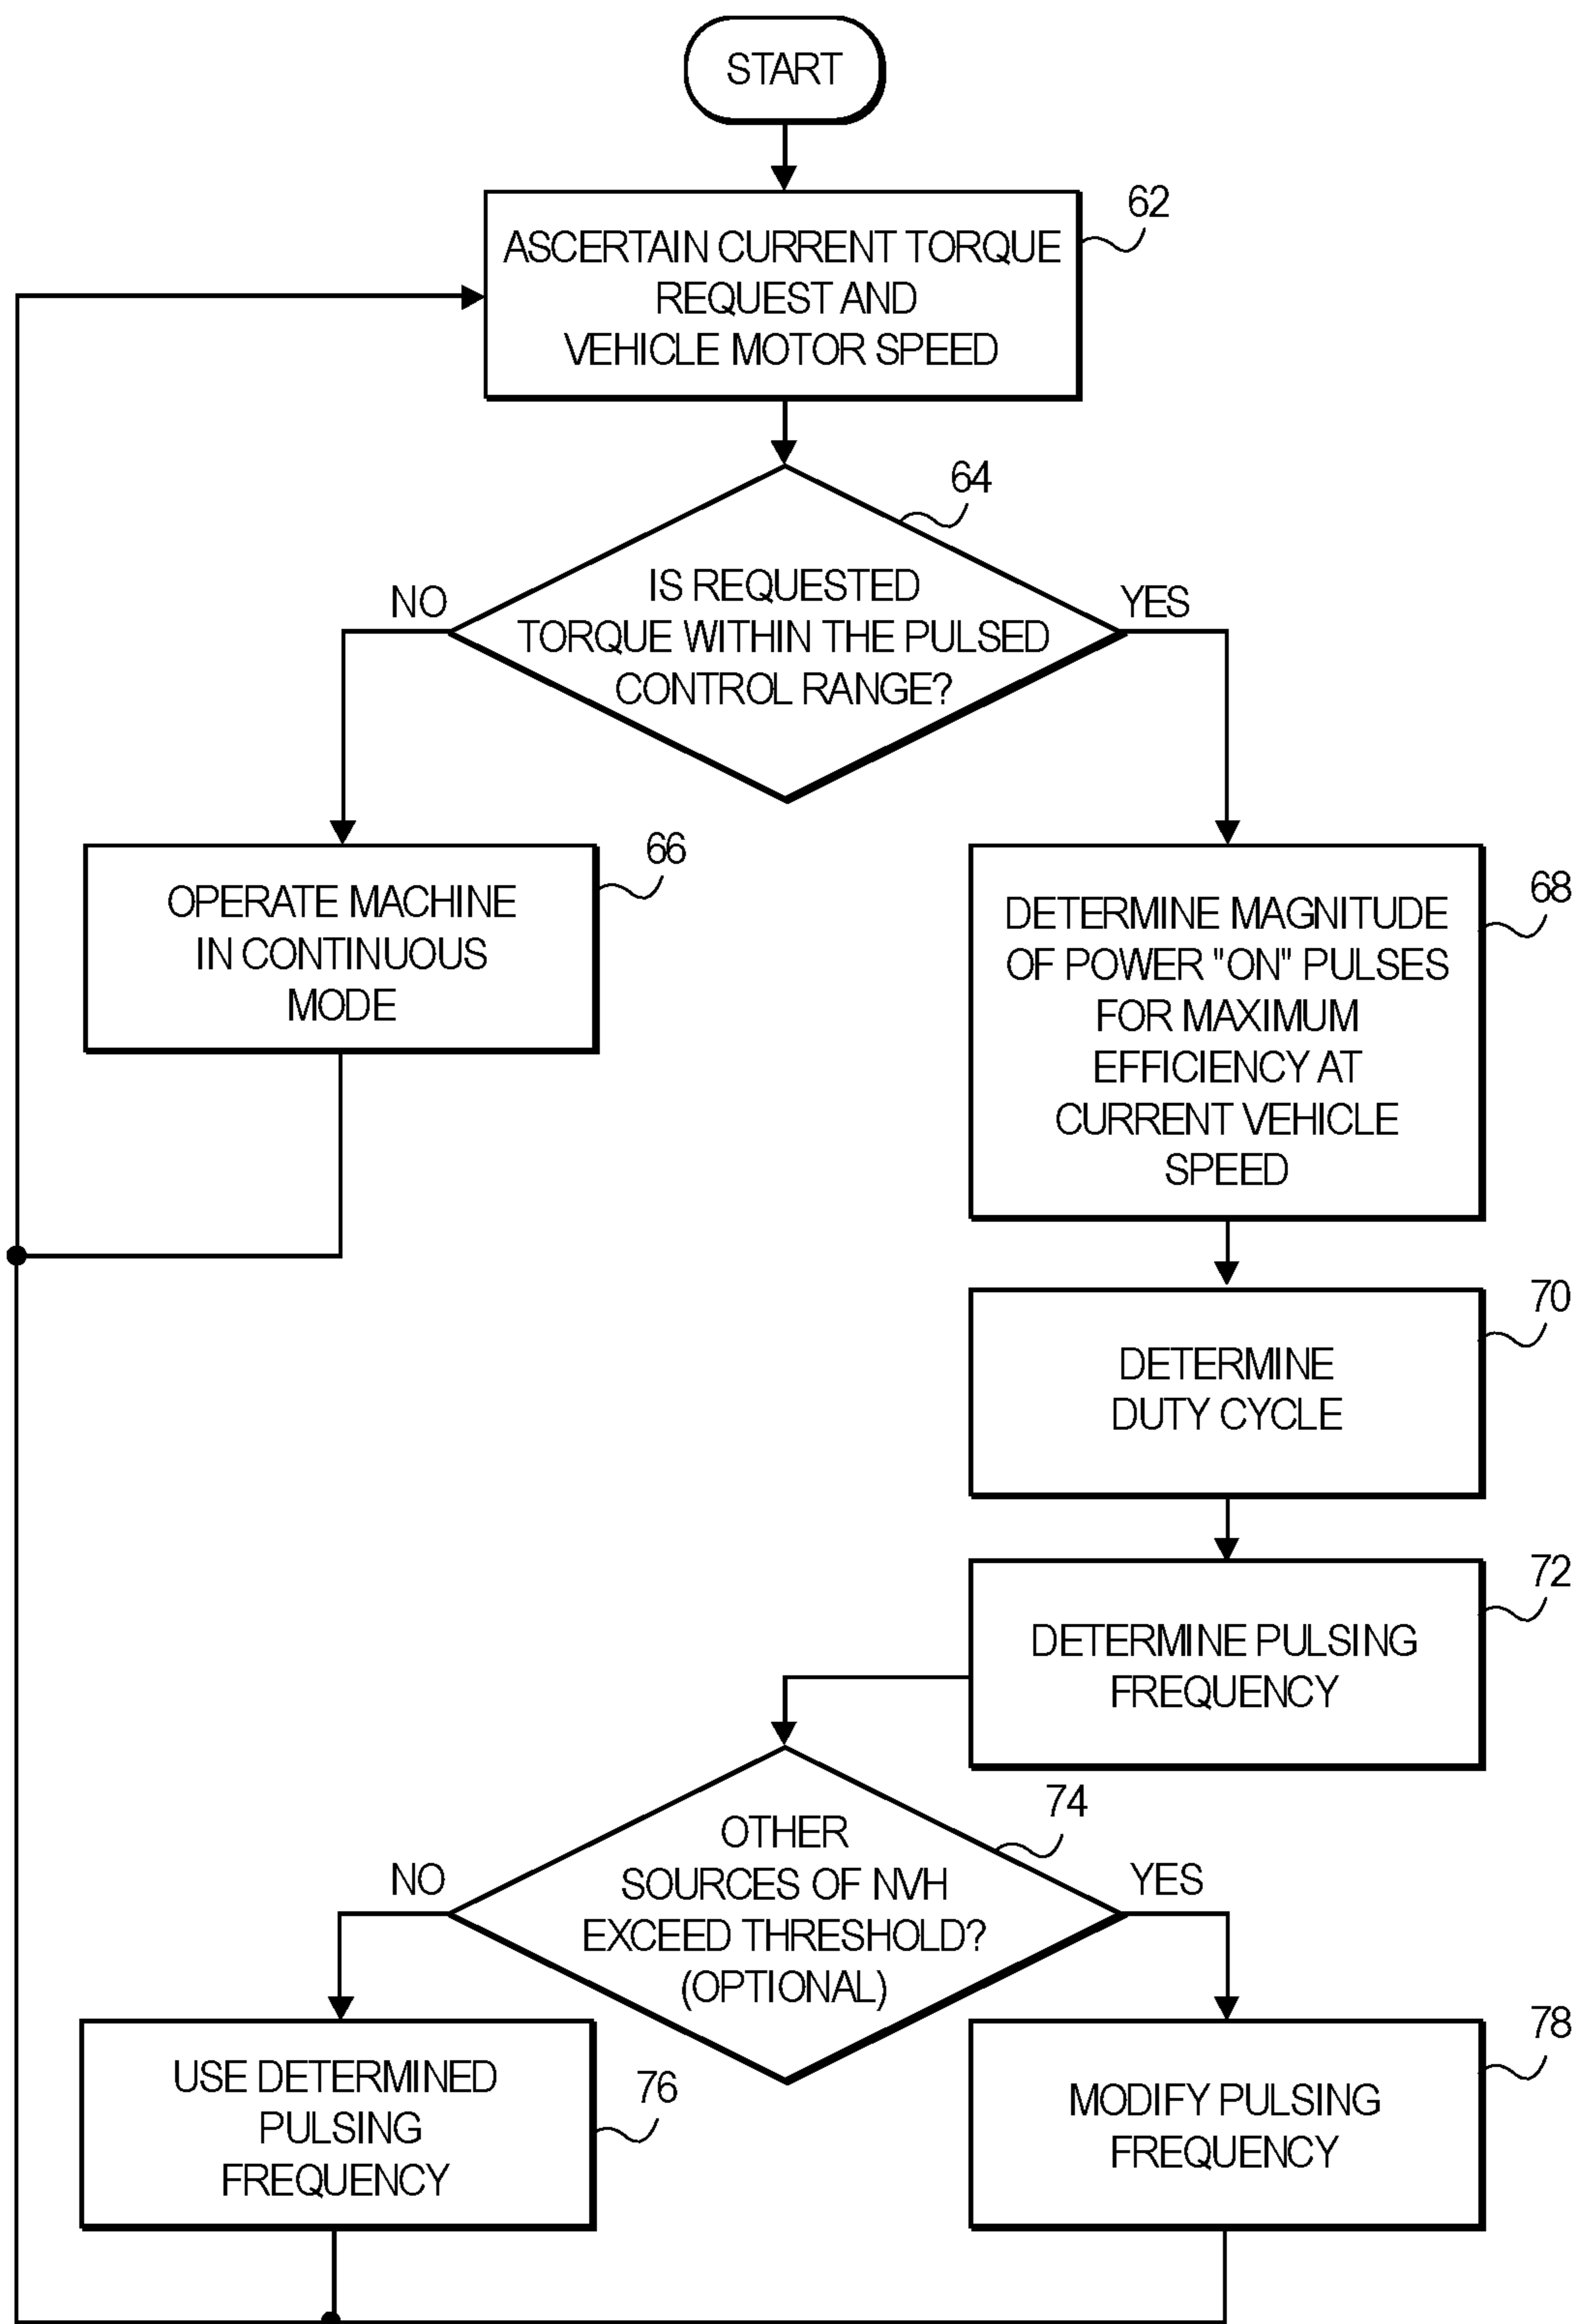 START
62
ASCERTAIN CURRENT TORQUE
REQUEST AND
VEHICLE MOTOR SPEED
64
IS REQUESTED
TORQUE WITHIN THE PULSED
CONTROL RANGE?
NO
YES
66
OPERATE MACHINE
IN CONTINUOUS
MODE
68
DETERMINE MAGNITUDE
OF POWER "ON" PULSES
FOR MAXIMUM
EFFICIENCY AT
CURRENT VEHICLE
SPEED
70
DETERMINE
DUTY CYCLE
72
DETERMINE PULSING
FREQUENCY
74
OTHER
SOURCES OF NVH
EXCEED THRESHOLD?
(OPTIONAL)
NO
YES
76
USE DETERMINED
PULSING
FREQUENCY
78
MODIFY PULSING
FREQUENCY